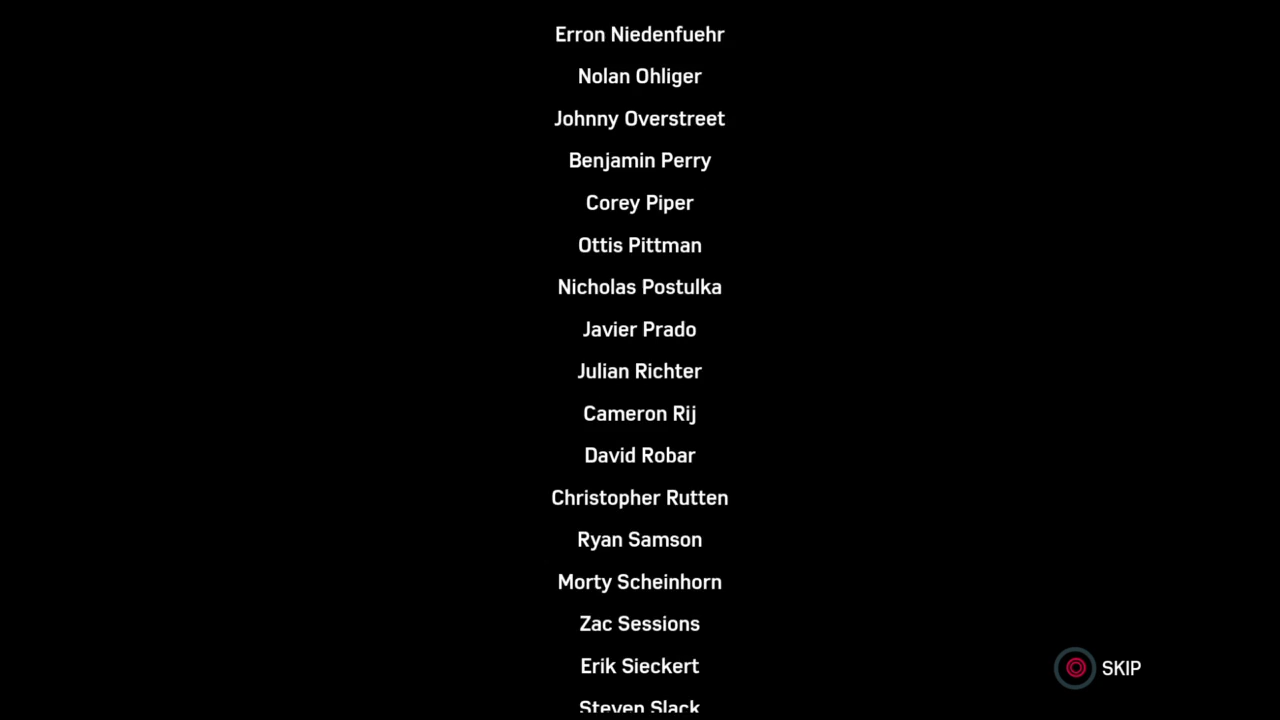 Erron Niedenfuehr
Nolan Ohliger
Johnny Overstreet
Benjamin Perry
Corey Piper
Ottis Pittman
Nicholas Postulka
Javier Prado
Julian Richter
Cameron Rij
David Robar
Christopher Rutten
Ryan Samson
Morty Scheinhorn
Zac Sessions
Erik Sieckert
SKIP
Steven Slack